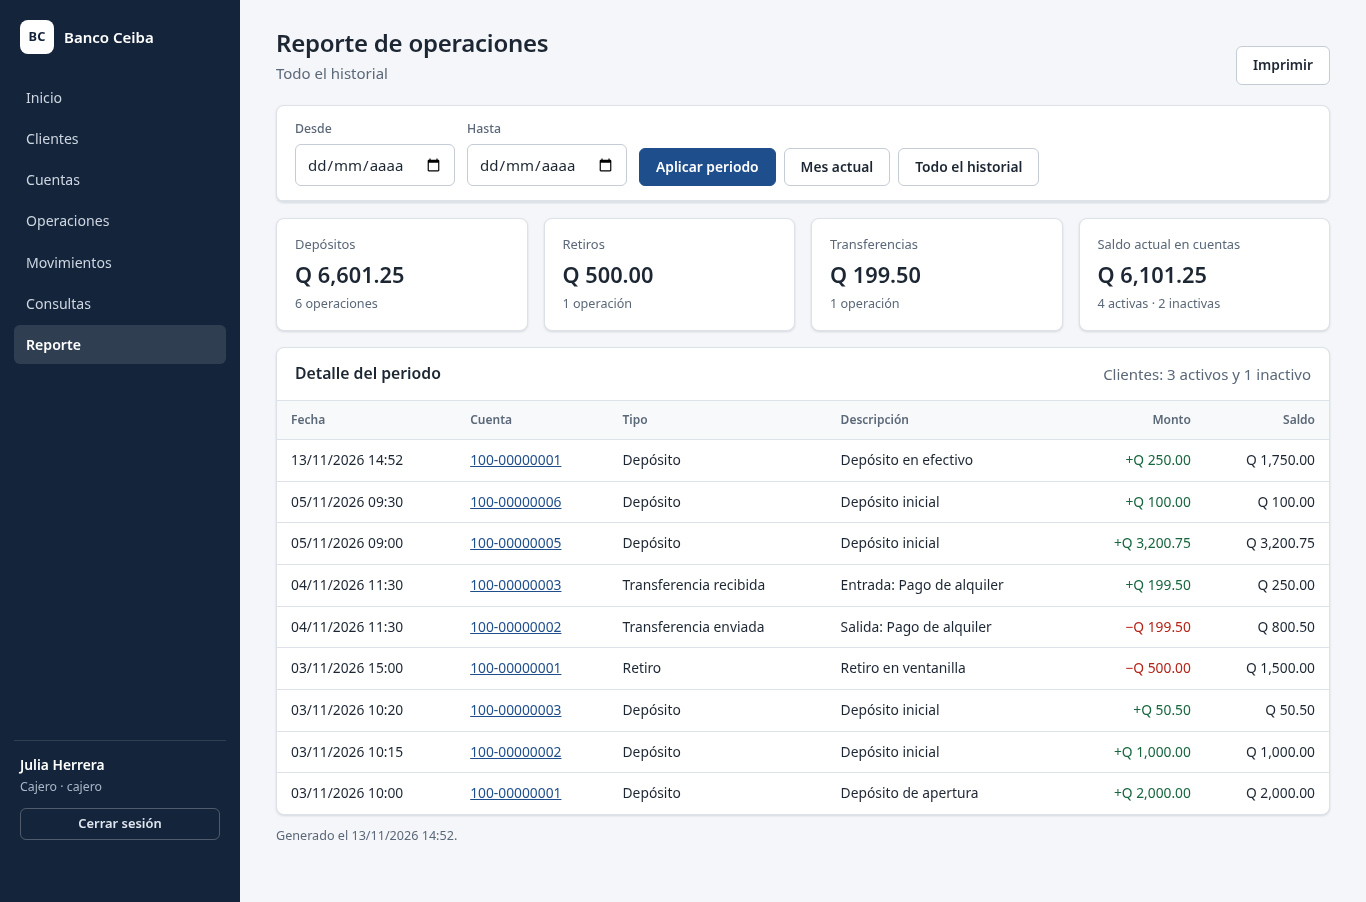 BC Banco Ceiba
Inicio
Clientes
Cuentas
Operaciones
Movimientos
Consultas
Reporte
Julia Herrera
Cajero · cajero
Cerrar sesión
Reporte de operaciones
Todo el historial
Imprimir
Desde Hasta
dd/mm/aaaa dd/mm/aaaa Aplicar periodo Mes actual Todo el historial
Depósitos Retiros Transferencias Saldo actual en cuentas
Q 6,601.25 Q 500.00 Q 199.50 Q 6,101.25
6 operaciones 1 operación 1 operación 4 activas · 2 inactivas
Detalle del periodo Clientes: 3 activos y 1 inactivo
Fecha Cuenta Tipo Descripción Monto Saldo
13/11/2026 14:52 100-00000001 Depósito Depósito en efectivo +Q 250.00 Q 1,750.00
05/11/2026 09:30 100-00000006 Depósito Depósito inicial +Q 100.00 Q 100.00
05/11/2026 09:00 100-00000005 Depósito Depósito inicial +Q 3,200.75 Q 3,200.75
04/11/2026 11:30 100-00000003 Transferencia recibida Entrada: Pago de alquiler +Q 199.50 Q 250.00
04/11/2026 11:30 100-00000002 Transferencia enviada Salida: Pago de alquiler −Q 199.50 Q 800.50
03/11/2026 15:00 100-00000001 Retiro Retiro en ventanilla −Q 500.00 Q 1,500.00
03/11/2026 10:20 100-00000003 Depósito Depósito inicial +Q 50.50 Q 50.50
03/11/2026 10:15 100-00000002 Depósito Depósito inicial +Q 1,000.00 Q 1,000.00
03/11/2026 10:00 100-00000001 Depósito Depósito de apertura +Q 2,000.00 Q 2,000.00
Generado el 13/11/2026 14:52.